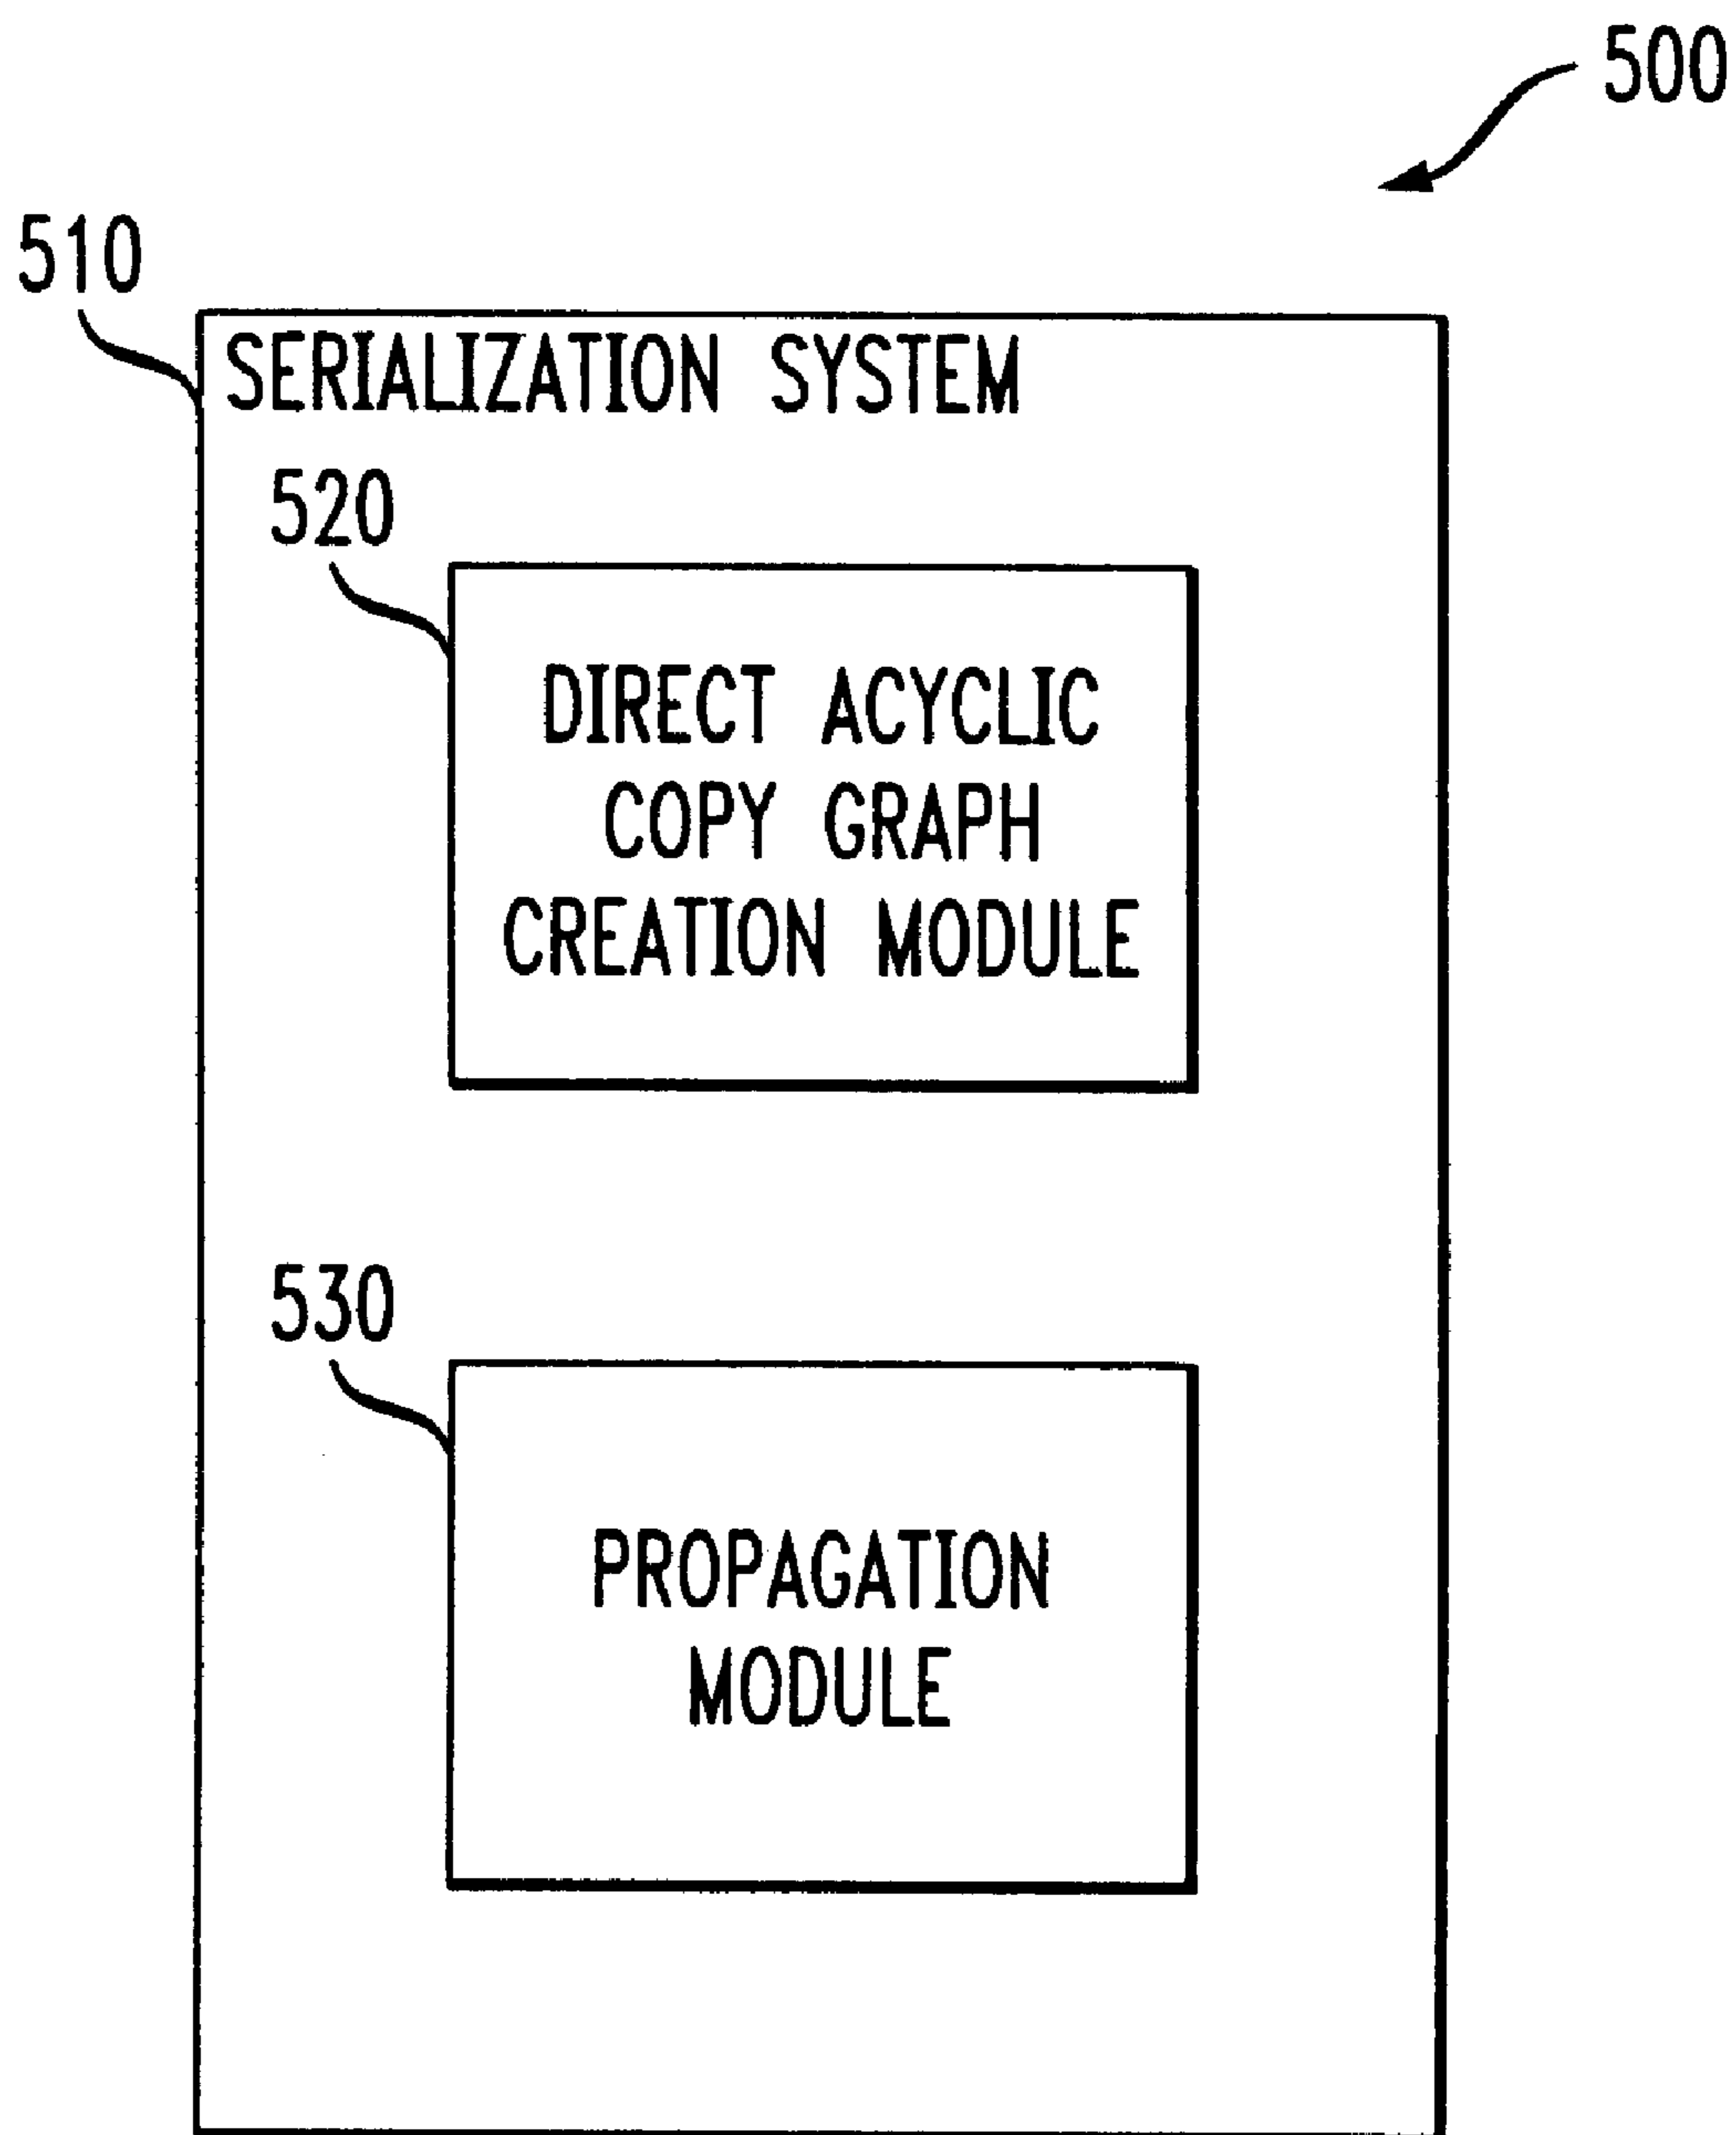 500
510
SERIALIZATION SYSTEM
520
DIRECT ACYCLIC
COPY GRAPH
CREATION MODULE
530
PROPAGATION
MODULE